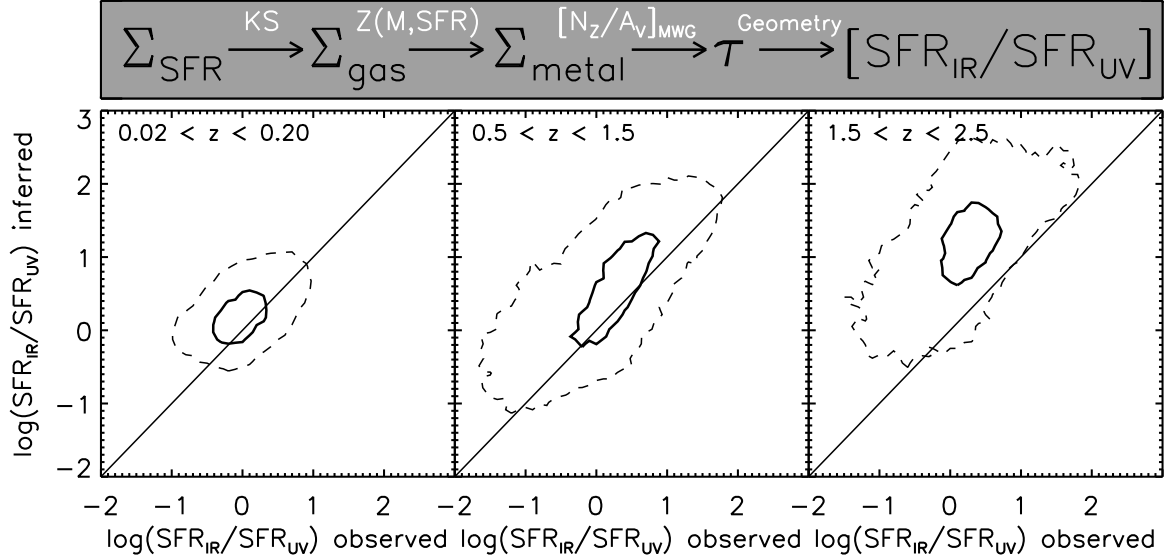 KS Z(M,SFR) [N_Z/A_V]_MWG Geometry
Σ_SFR → Σ_gas → Σ_metal → τ → [SFR_IR/SFR_UV]
0.02 < z < 0.20
0.5 < z < 1.5
1.5 < z < 2.5
log(SFR_IR/SFR_UV) inferred
3
2
1
0
−1
−2
−2 −1 0 1 2
−2 −1 0 1 2
−2 −1 0 1 2
log(SFR_IR/SFR_UV) observed
log(SFR_IR/SFR_UV) observed
log(SFR_IR/SFR_UV) observed